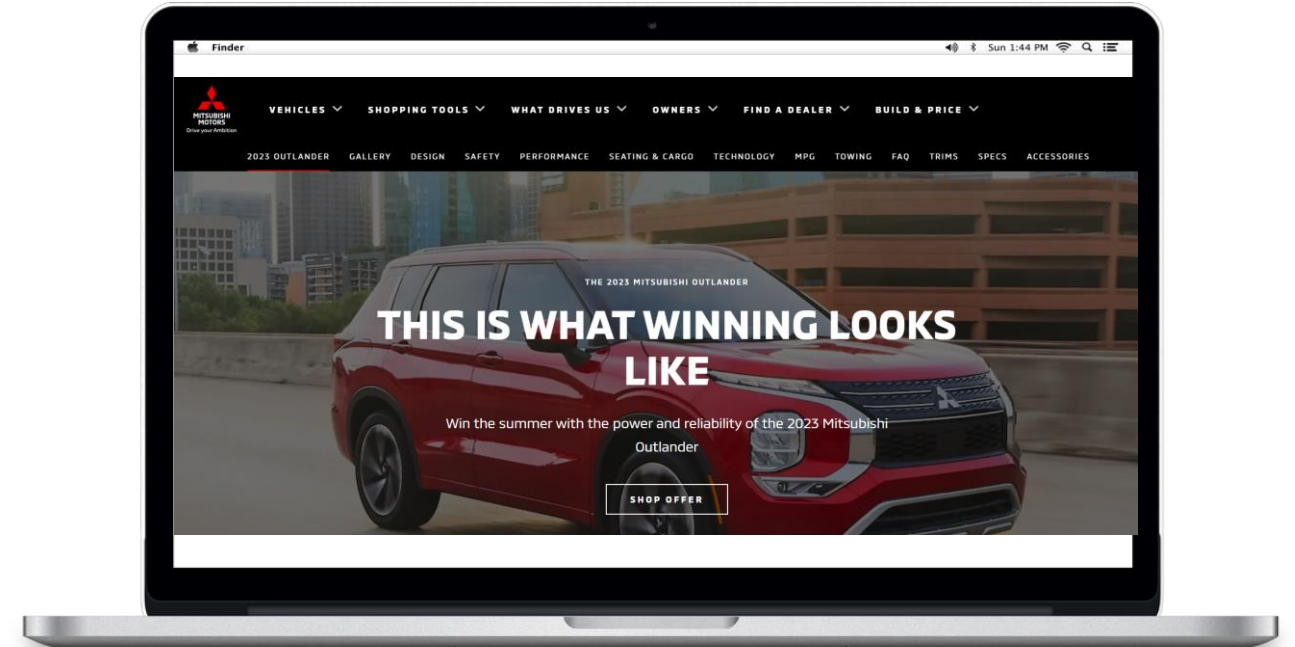 Finder
Sun 1:44 PM
MITSUBISHI
MOTORS
Drive your Ambition
VEHICLES SHOPPING TOOLS WHAT DRIVES US OWNERS FIND A DEALER BUILD & PRICE
2023 OUTLANDER GALLERY DESIGN SAFETY PERFORMANCE SEATING & CARGO TECHNOLOGY MPG TOWING FAQ TRIMS SPECS ACCESSORIES
THE 2023 MITSUBISHI OUTLANDER
THIS IS WHAT WINNING LOOKS
LIKE
Win the summer with the power and reliability of the 2023 Mitsubishi
Outlander
SHOP OFFER